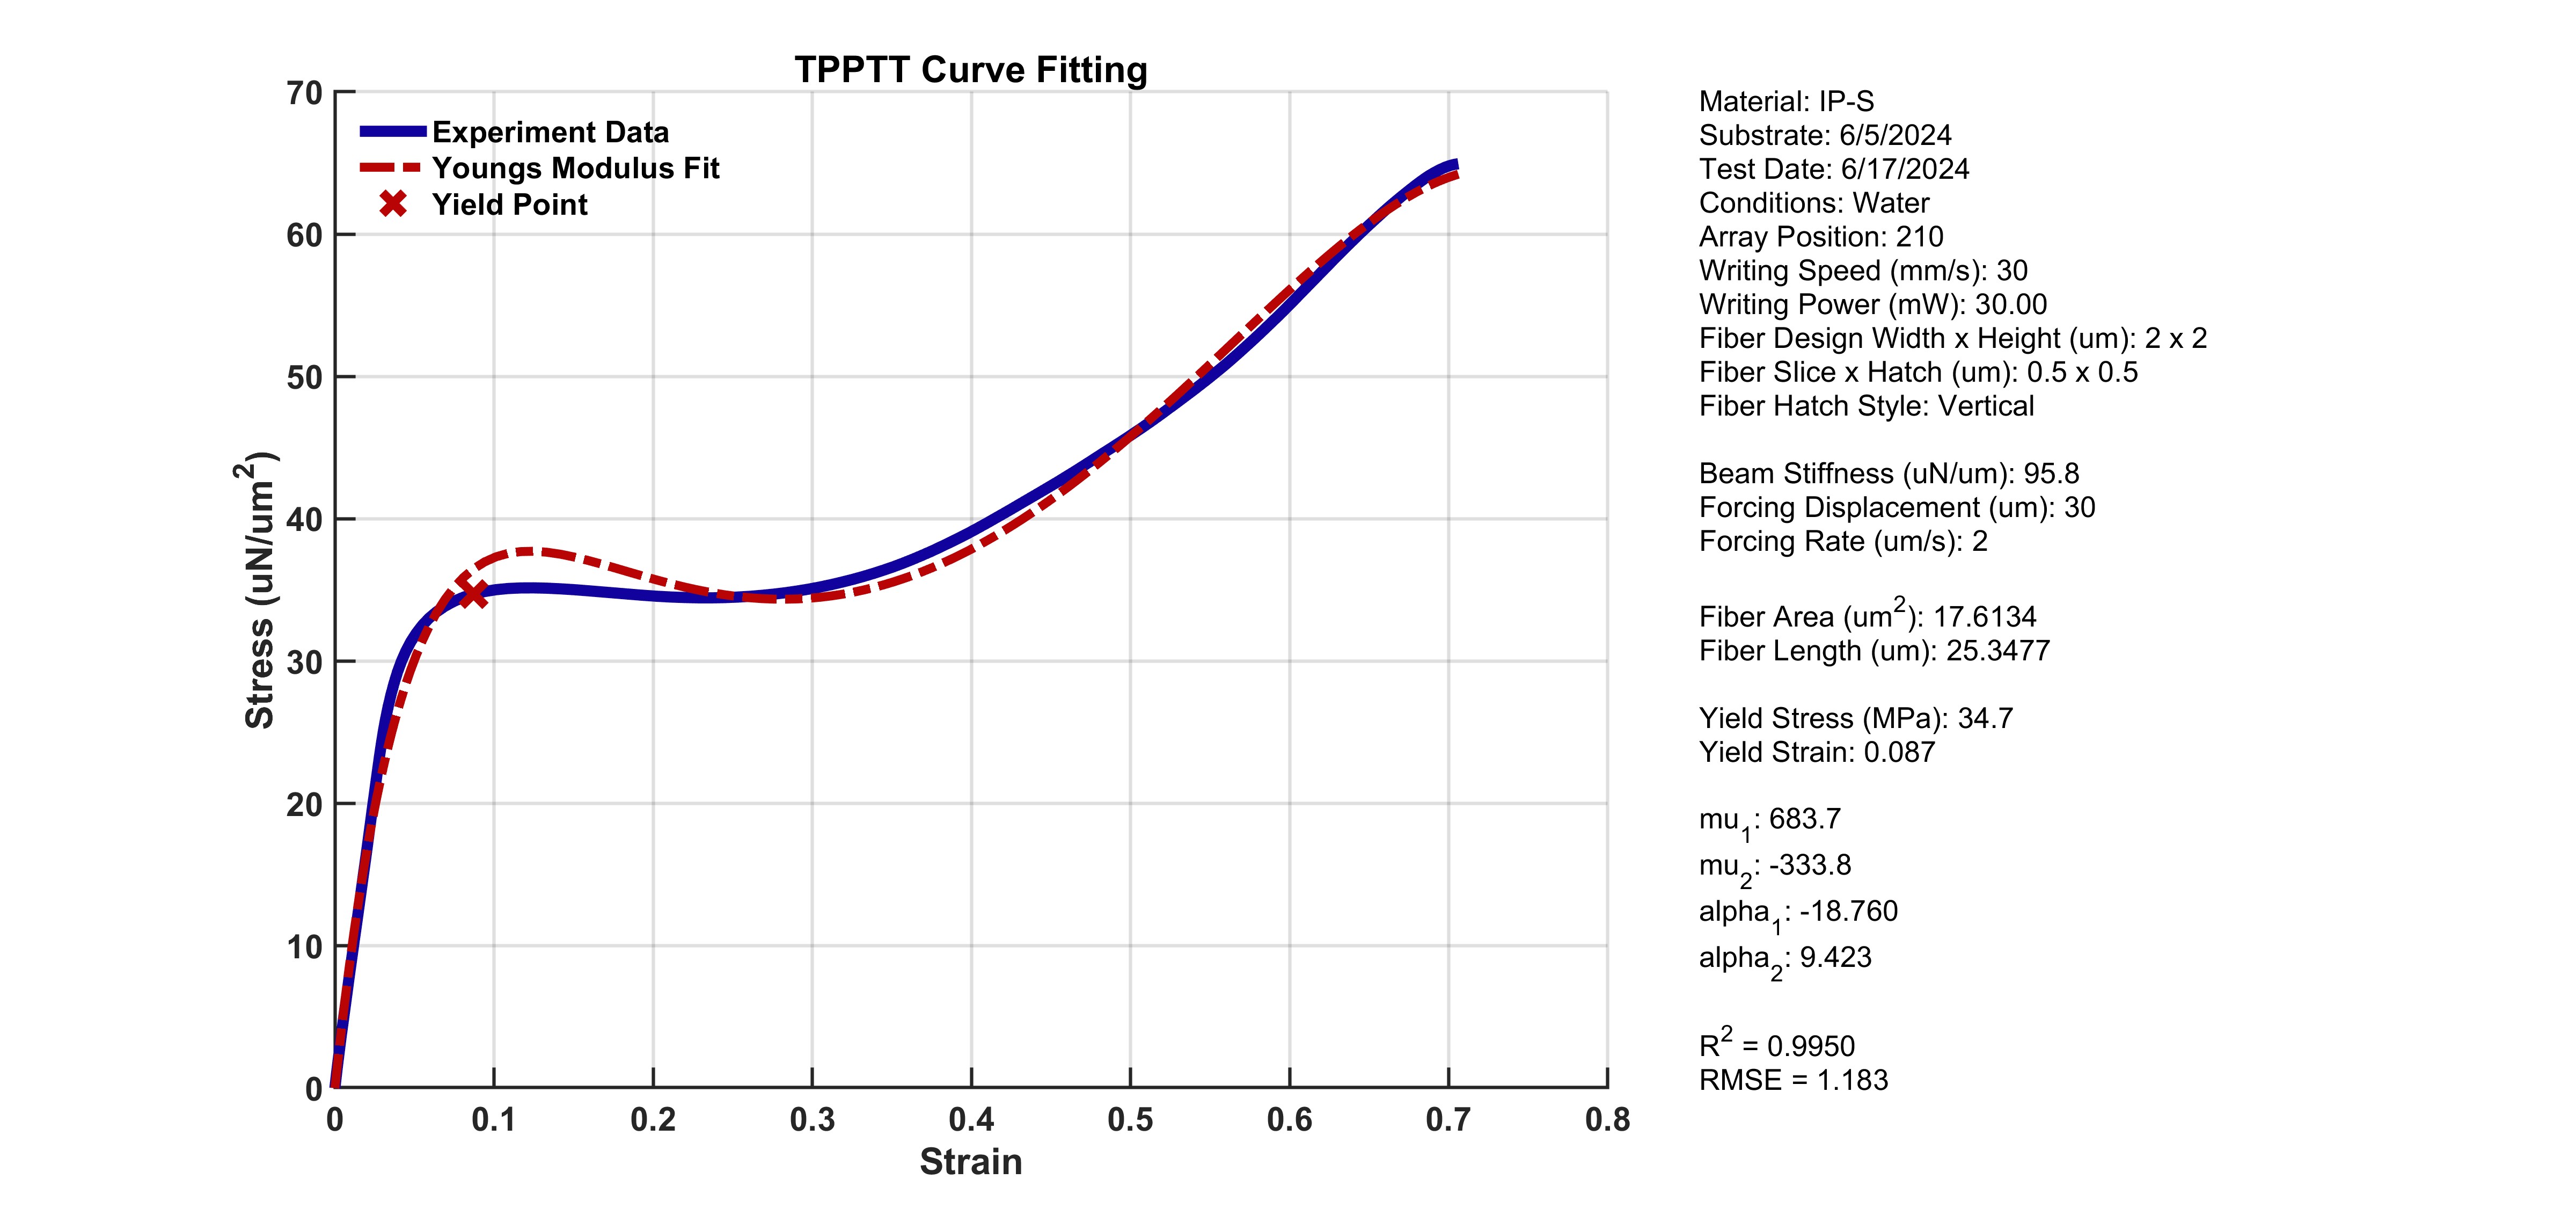 TPPTT Curve Fitting
70
60
50
40
30
20
10
0
Stress (uN/um²)
Experiment Data
Youngs Modulus Fit
Yield Point
0 0.1 0.2 0.3 0.4 0.5 0.6 0.7 0.8
Strain
Material: IP-S
Substrate: 6/5/2024
Test Date: 6/17/2024
Conditions: Water
Array Position: 210
Writing Speed (mm/s): 30
Writing Power (mW): 30.00
Fiber Design Width x Height (um): 2 x 2
Fiber Slice x Hatch (um): 0.5 x 0.5
Fiber Hatch Style: Vertical
Beam Stiffness (uN/um): 95.8
Forcing Displacement (um): 30
Forcing Rate (um/s): 2
Fiber Area (um²): 17.6134
Fiber Length (um): 25.3477
Yield Stress (MPa): 34.7
Yield Strain: 0.087
mu₁: 683.7
mu₂: -333.8
alpha₁: -18.760
alpha₂: 9.423
R² = 0.9950
RMSE = 1.183